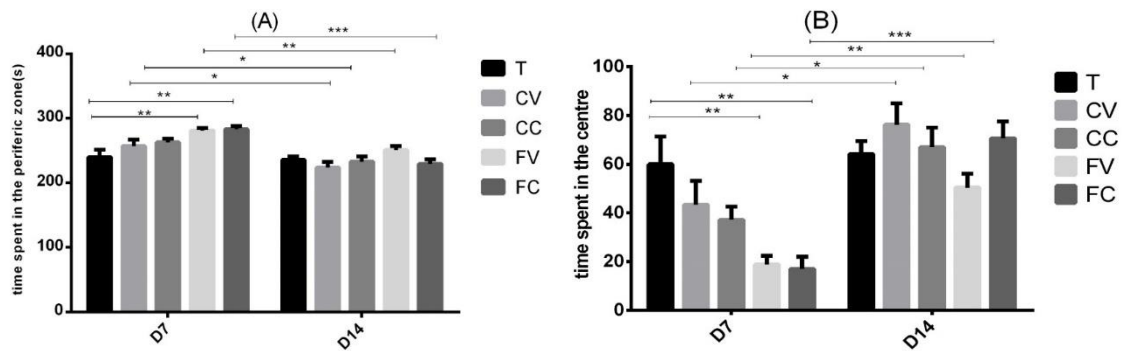 (A)
***
**
*
*
**
**
400
300
200
100
0
time spent in the periferic zone(s)
D7
D14
T
CV
CC
FV
FC
(B)
***
**
*
*
**
**
100
80
60
40
20
0
time spent in the centre
D7
D14
T
CV
CC
FV
FC